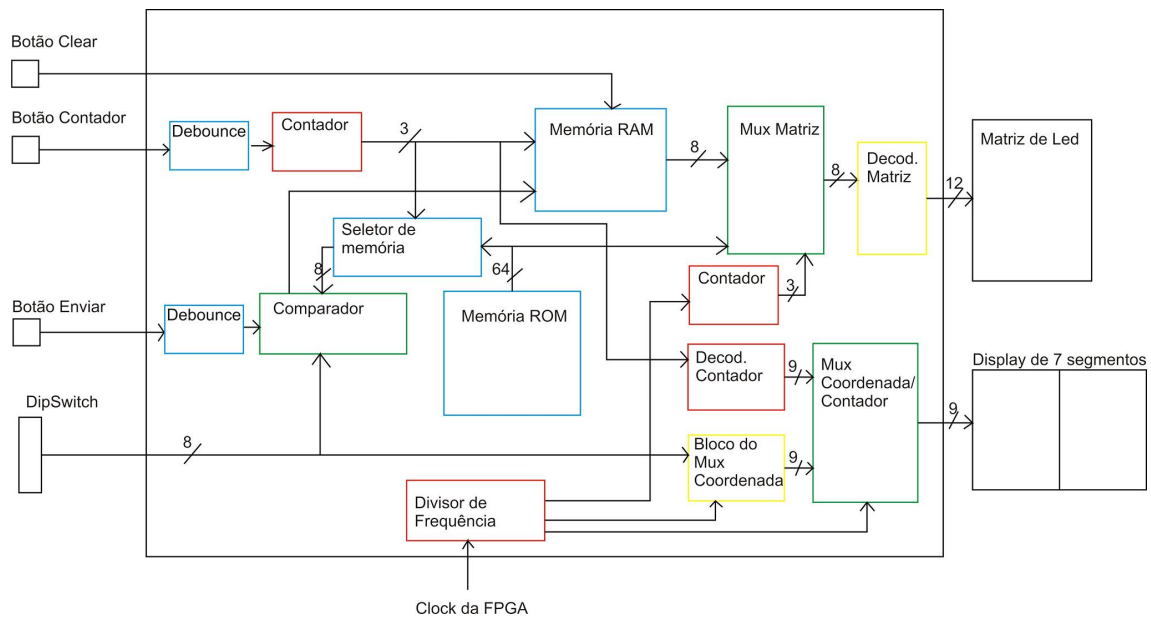 Botão Clear
Botão Contador
Debounce
Contador
3
Memória RAM
8
Mux Matriz
8
Decod.
Matriz
12
Matriz de Led
Seletor de
memória
8
64
Contador
3
Botão Enviar
Debounce
Comparador
Memória ROM
Decod.
Contador
9
Mux
Coordenada/
Contador
9
Display de 7 segmentos
DipSwitch
8
Bloco do
Mux
Coordenada
9
Divisor de
Frequência
Clock da FPGA